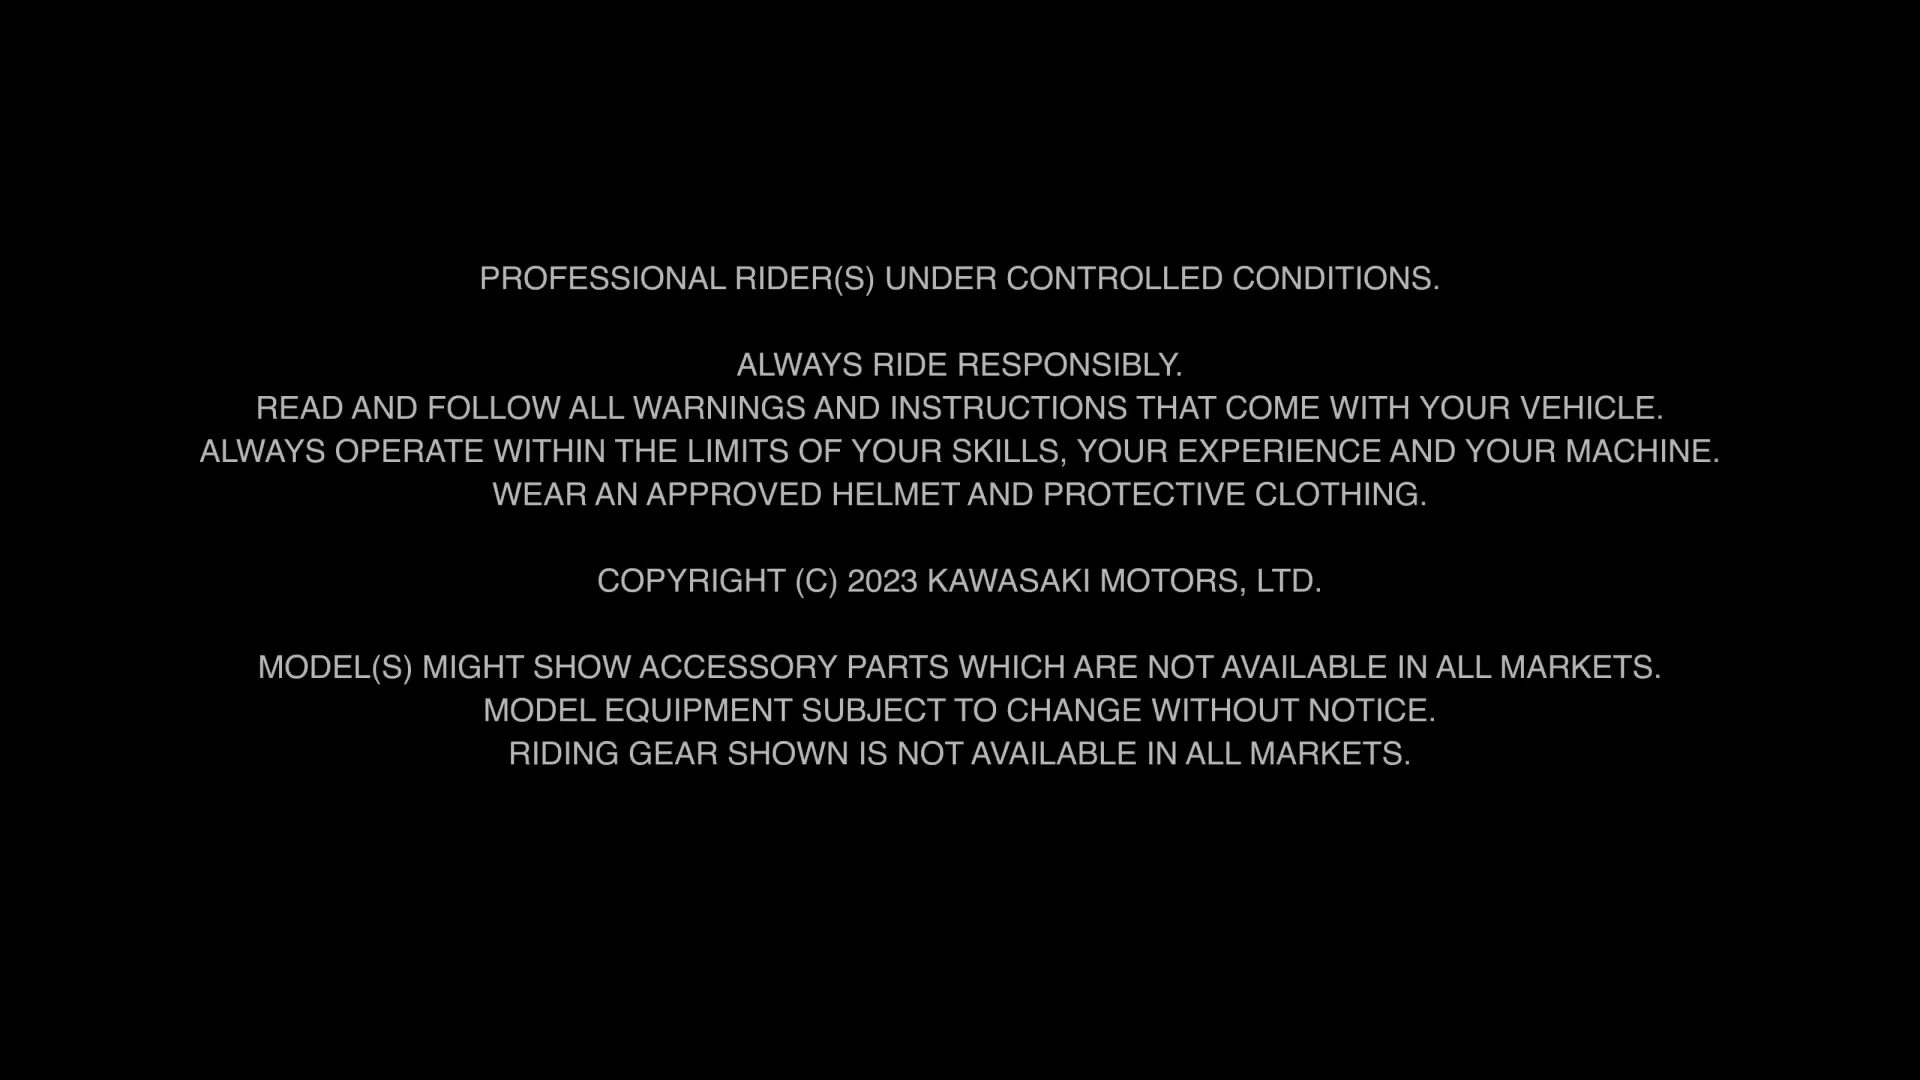 PROFESSIONAL RIDER(S) UNDER CONTROLLED CONDITIONS.
ALWAYS RIDE RESPONSIBLY.
READ AND FOLLOW ALL WARNINGS AND INSTRUCTIONS THAT COME WITH YOUR VEHICLE.
ALWAYS OPERATE WITHIN THE LIMITS OF YOUR SKILLS, YOUR EXPERIENCE AND YOUR MACHINE.
WEAR AN APPROVED HELMET AND PROTECTIVE CLOTHING.
COPYRIGHT (C) 2023 KAWASAKI MOTORS, LTD.
MODEL(S) MIGHT SHOW ACCESSORY PARTS WHICH ARE NOT AVAILABLE IN ALL MARKETS.
MODEL EQUIPMENT SUBJECT TO CHANGE WITHOUT NOTICE.
RIDING GEAR SHOWN IS NOT AVAILABLE IN ALL MARKETS.